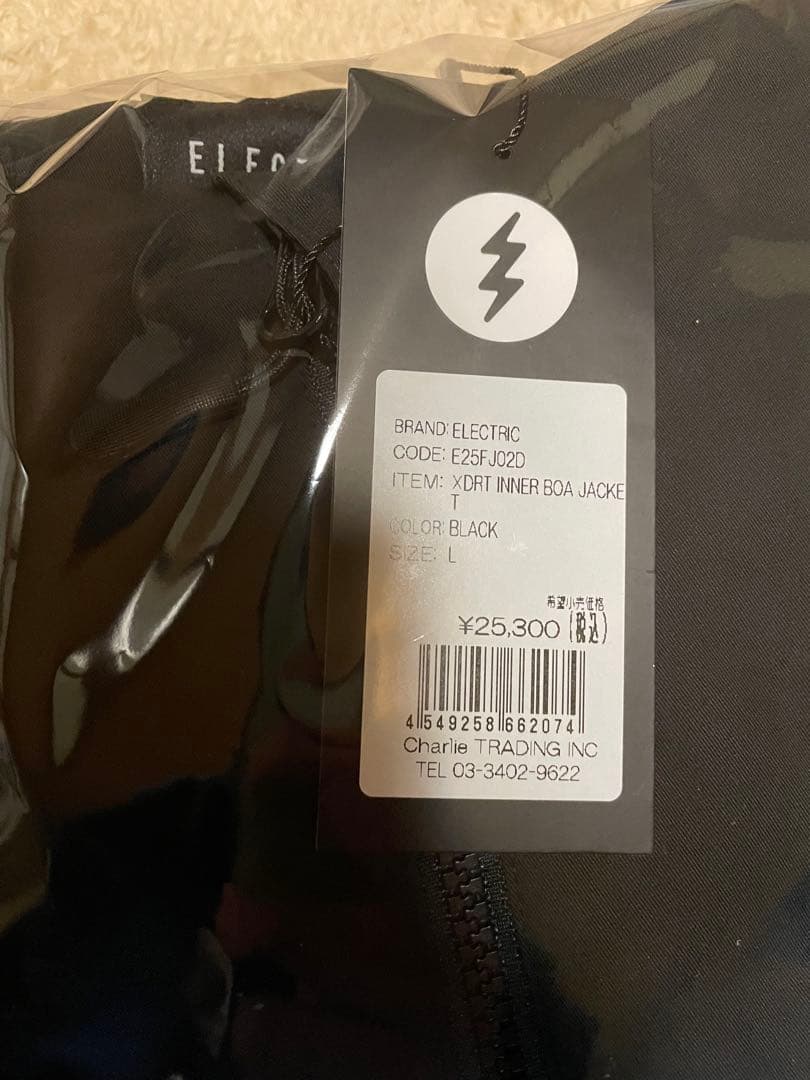 ELECT
BRAND: ELECTRIC
CODE: E25FJ02D
ITEM: XDRT INNER BOA JACKE
T
COLOR: BLACK
SIZE: L
希望小売価格
¥25,300 (税込)
4 549258 662074
Charlie TRADING INC
TEL 03-3402-9622